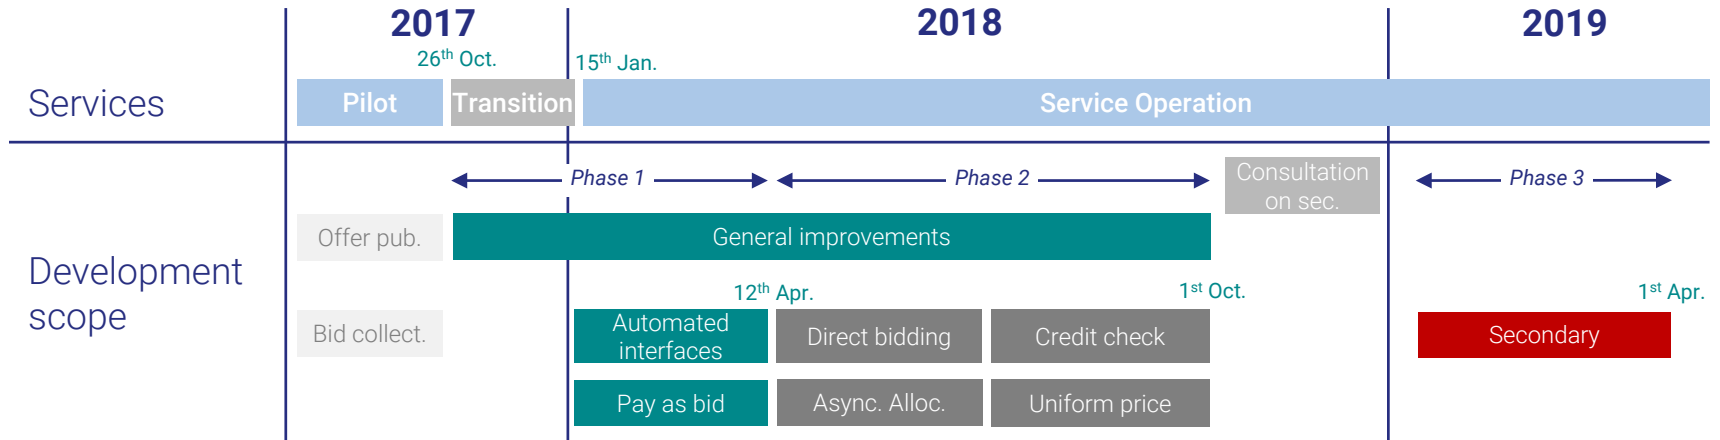 2017
2018
2019
26th Oct.
15th Jan.
Services
Pilot
Transition
Service Operation
Phase 1
Phase 2
Consultation
on sec.
Phase 3
Offer pub.
General improvements
Development
scope
12th Apr.
1st Oct.
1st Apr.
Bid collect.
Automated
interfaces
Direct bidding
Credit check
Secondary
Pay as bid
Async. Alloc.
Uniform price